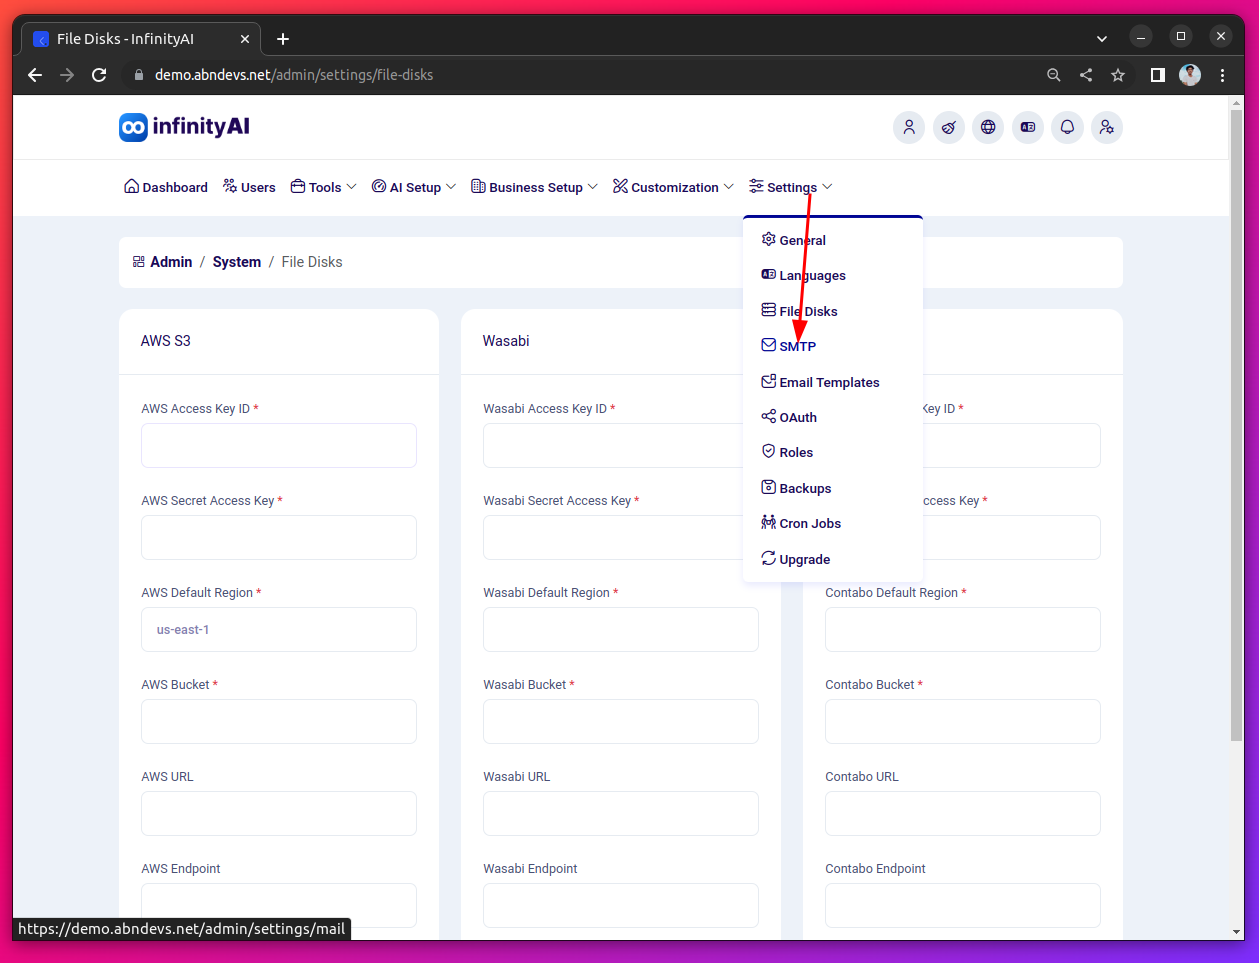 File Disks - InfinityAI
demo.abndevs.net/admin/settings/file-disks
infinityAI
Dashboard Users Tools AI Setup Business Setup Customization Settings
Admin / System / File Disks
General
Languages
File Disks
SMTP
Email Templates
OAuth
Roles
Backups
Cron Jobs
Upgrade
AWS S3
AWS Access Key ID *
AWS Secret Access Key *
AWS Default Region *
us-east-1
AWS Bucket *
AWS URL
AWS Endpoint
Wasabi
Wasabi Access Key ID *
Wasabi Secret Access Key *
Wasabi Default Region *
Wasabi Bucket *
Wasabi URL
Wasabi Endpoint
Key ID *
ccess Key *
Contabo Default Region *
Contabo Bucket *
Contabo URL
Contabo Endpoint
https://demo.abndevs.net/admin/settings/mail